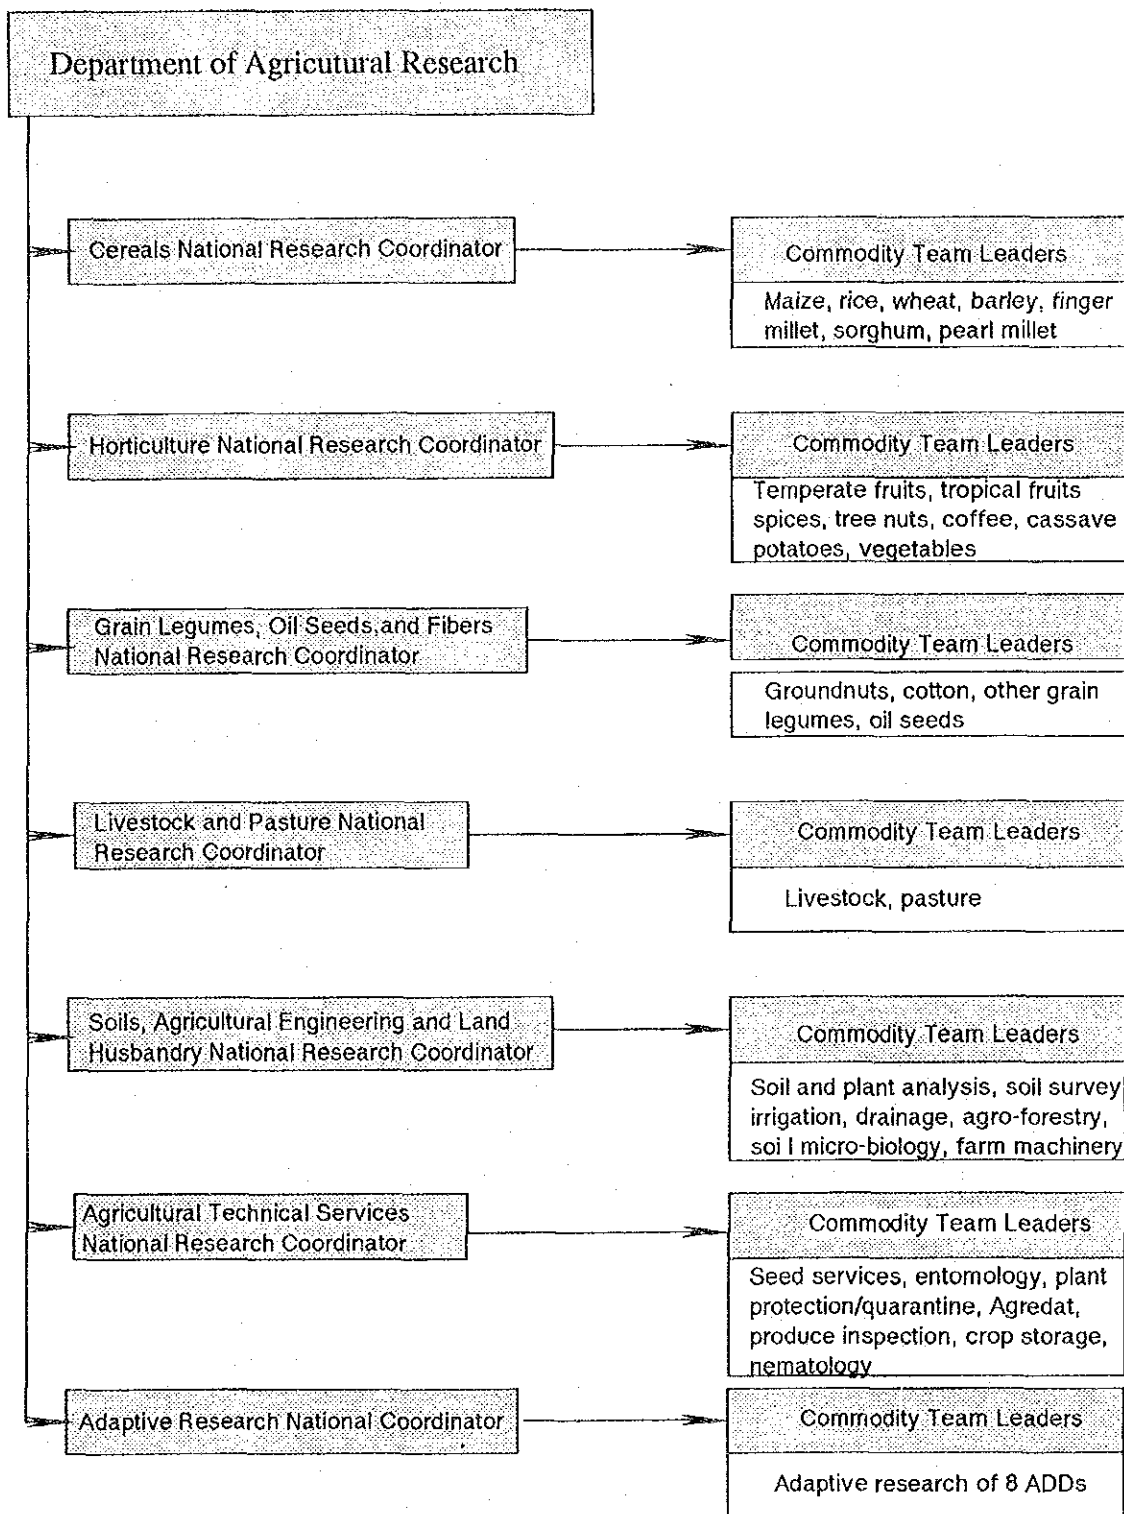 Department of Agricutural Research
Cereals National Research Coordinator
Commodity Team Leaders
Maize, rice, wheat, barley, finger
millet, sorghum, pearl millet
Horticulture National Research Coordinator
Commodity Team Leaders
Temperate fruits, tropical fruits
spices, tree nuts, coffee, cassave
potatoes, vegetables
Grain Legumes, Oil Seeds,and Fibers
National Research Coordinator
Commodity Team Leaders
Groundnuts, cotton, other grain
legumes, oil seeds
Livestock and Pasture National
Research Coordinator
Commodity Team Leaders
Livestock, pasture
Soils, Agricultural Engineering and Land
Husbandry National Research Coordinator
Commodity Team Leaders
Soil and plant analysis, soil survey
irrigation, drainage, agro-forestry,
soi l micro-biology, farm machinery
Agricultural Technical Services
National Research Coordinator
Commodity Team Leaders
Seed services, entomology, plant
protection/quarantine, Agredat,
produce inspection, crop storage,
nematology
Adaptive Research National Coordinator
Commodity Team Leaders
Adaptive research of 8 ADDs